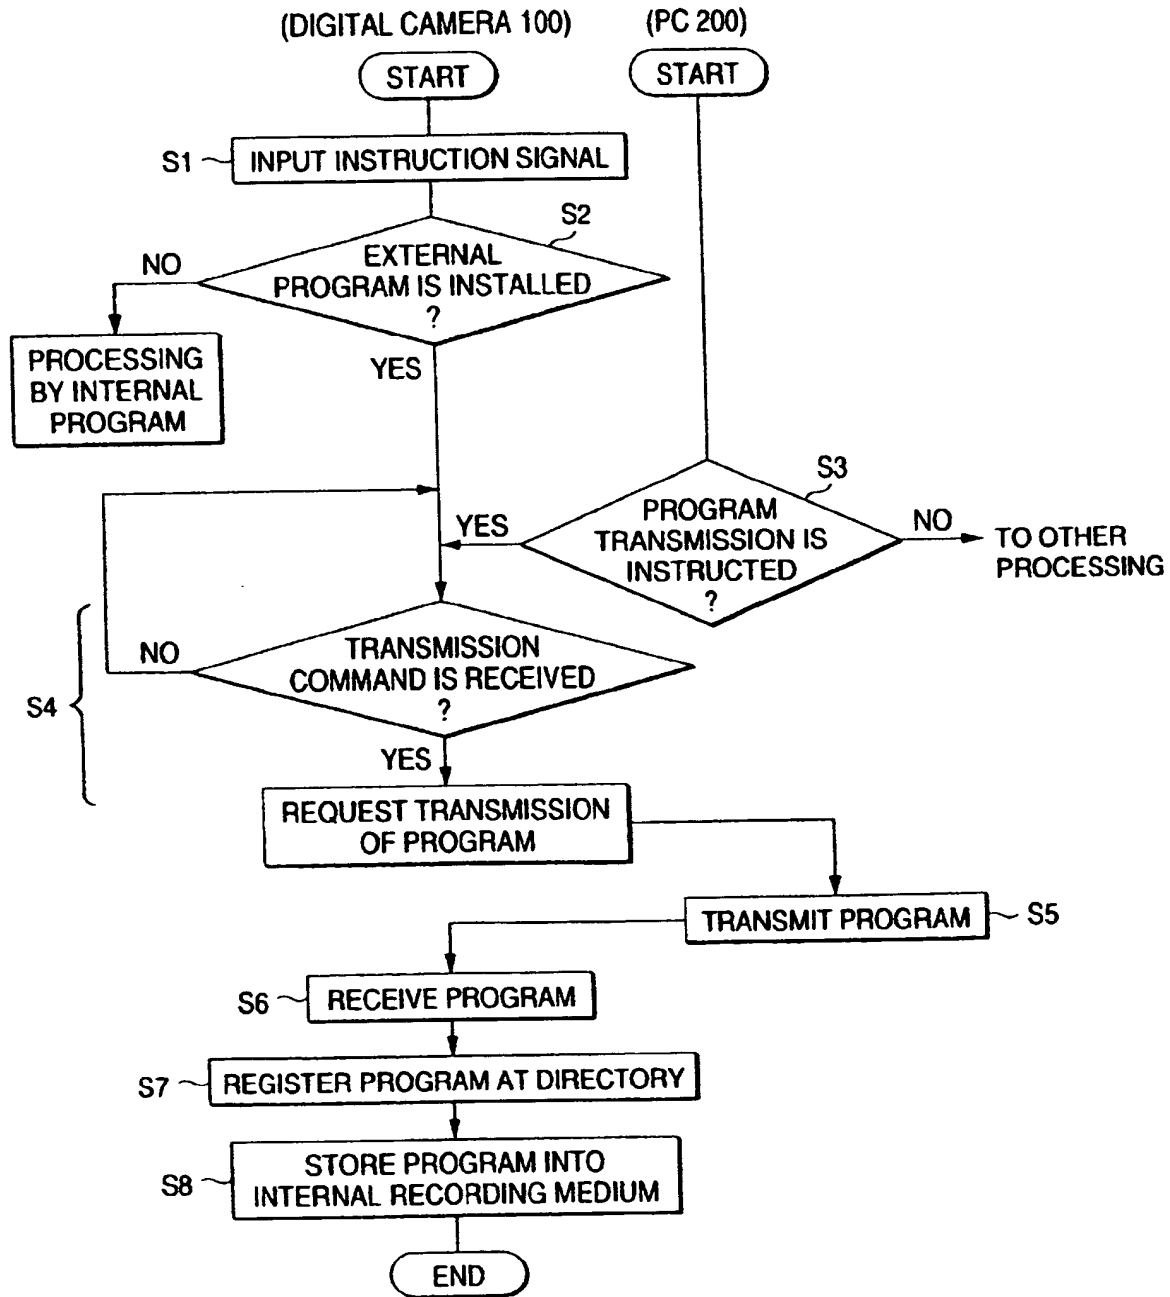 (DIGITAL CAMERA 100)
(PC 200)
START
START
S1
INPUT INSTRUCTION SIGNAL
S2
NO
EXTERNAL
PROGRAM IS INSTALLED
?
PROCESSING
BY INTERNAL
PROGRAM
YES
S3
YES
PROGRAM
TRANSMISSION IS
INSTRUCTED
?
NO
TO OTHER
PROCESSING
S4
NO
TRANSMISSION
COMMAND IS RECEIVED
?
YES
REQUEST TRANSMISSION
OF PROGRAM
TRANSMIT PROGRAM
S5
S6
RECEIVE PROGRAM
S7
REGISTER PROGRAM AT DIRECTORY
S8
STORE PROGRAM INTO
INTERNAL RECORDING MEDIUM
END